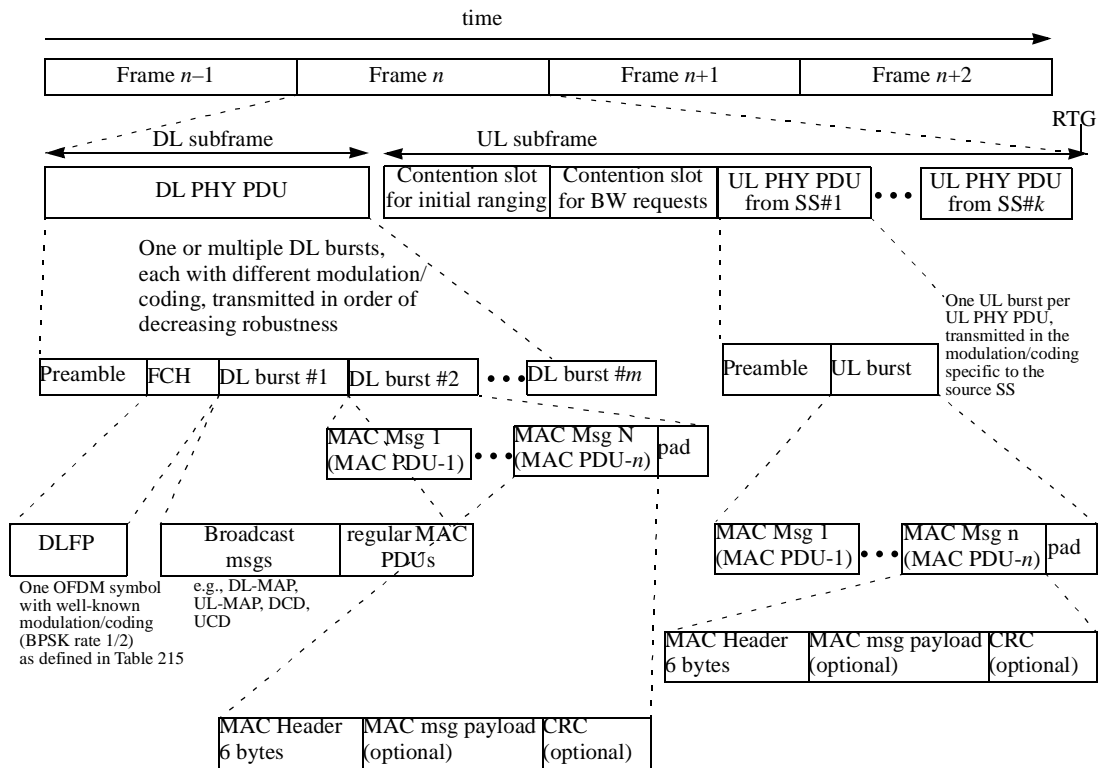 time
Frame n–1
Frame n
Frame n+1
Frame n+2
RTG
DL subframe
UL subframe
DL PHY PDU
Contention slot
for initial ranging
Contention slot
for BW requests
UL PHY PDU
from SS#1
UL PHY PDU
from SS#k
One or multiple DL bursts,
each with different modulation/
coding, transmitted in order of
decreasing robustness
One UL burst per
UL PHY PDU,
transmitted in the
modulation/coding
specific to the
source SS
Preamble
FCH
DL burst #1
DL burst #2
DL burst #m
Preamble
UL burst
MAC Msg 1
(MAC PDU-1)
MAC Msg N
(MAC PDU-n)
pad
DLFP
Broadcast
msgs
regular MAC
PDUs
MAC Msg 1
(MAC PDU-1)
MAC Msg n
(MAC PDU-n)
pad
One OFDM symbol
with well-known
modulation/coding
(BPSK rate 1/2)
as defined in Table 215
e.g., DL-MAP,
UL-MAP, DCD,
UCD
MAC Header
6 bytes
MAC msg payload
(optional)
CRC
(optional)
MAC Header
6 bytes
MAC msg payload
(optional)
CRC
(optional)